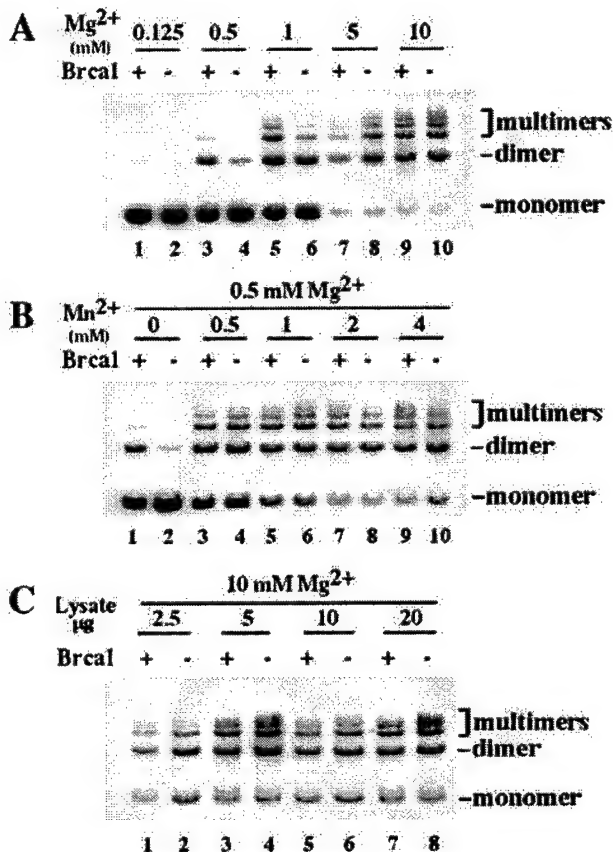 A Mg2+ (mM) 0.125 0.5 1 5 10
Brca1 + - + - + - + - + -
]multimers
-dimer
-monomer
1 2 3 4 5 6 7 8 9 10
0.5 mM Mg2+
B Mn2+ (mM) 0 0.5 1 2 4
Brca1 + - + - + - + - + -
]multimers
-dimer
-monomer
1 2 3 4 5 6 7 8 9 10
10 mM Mg2+
C Lysate µg 2.5 5 10 20
Brca1 + - + - + - + -
]multimers
-dimer
-monomer
1 2 3 4 5 6 7 8